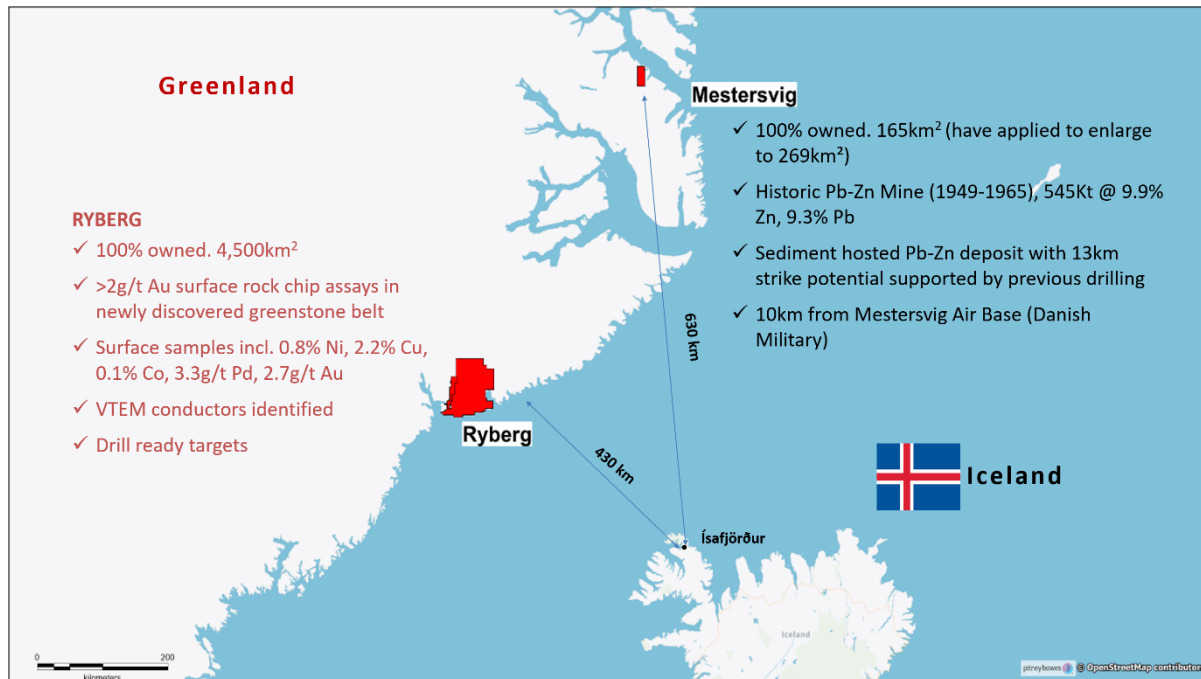 Greenland
Mestersvig
✓ 100% owned. 165km² (have applied to enlarge
to 269km²)
✓ Historic Pb-Zn Mine (1949-1965), 545Kt @ 9.9%
Zn, 9.3% Pb
✓ Sediment hosted Pb-Zn deposit with 13km
strike potential supported by previous drilling
✓ 10km from Mestersvig Air Base (Danish
Military)
RYBERG
✓ 100% owned. 4,500km²
✓ >2g/t Au surface rock chip assays in
newly discovered greenstone belt
✓ Surface samples incl. 0.8% Ni, 2.2% Cu,
0.1% Co, 3.3g/t Pd, 2.7g/t Au
✓ VTEM conductors identified
✓ Drill ready targets
630 km
Ryberg
430 km
Iceland
Ísafjörður
Iceland
0 200
kilometers
pitneybowes © OpenStreetMap contributor